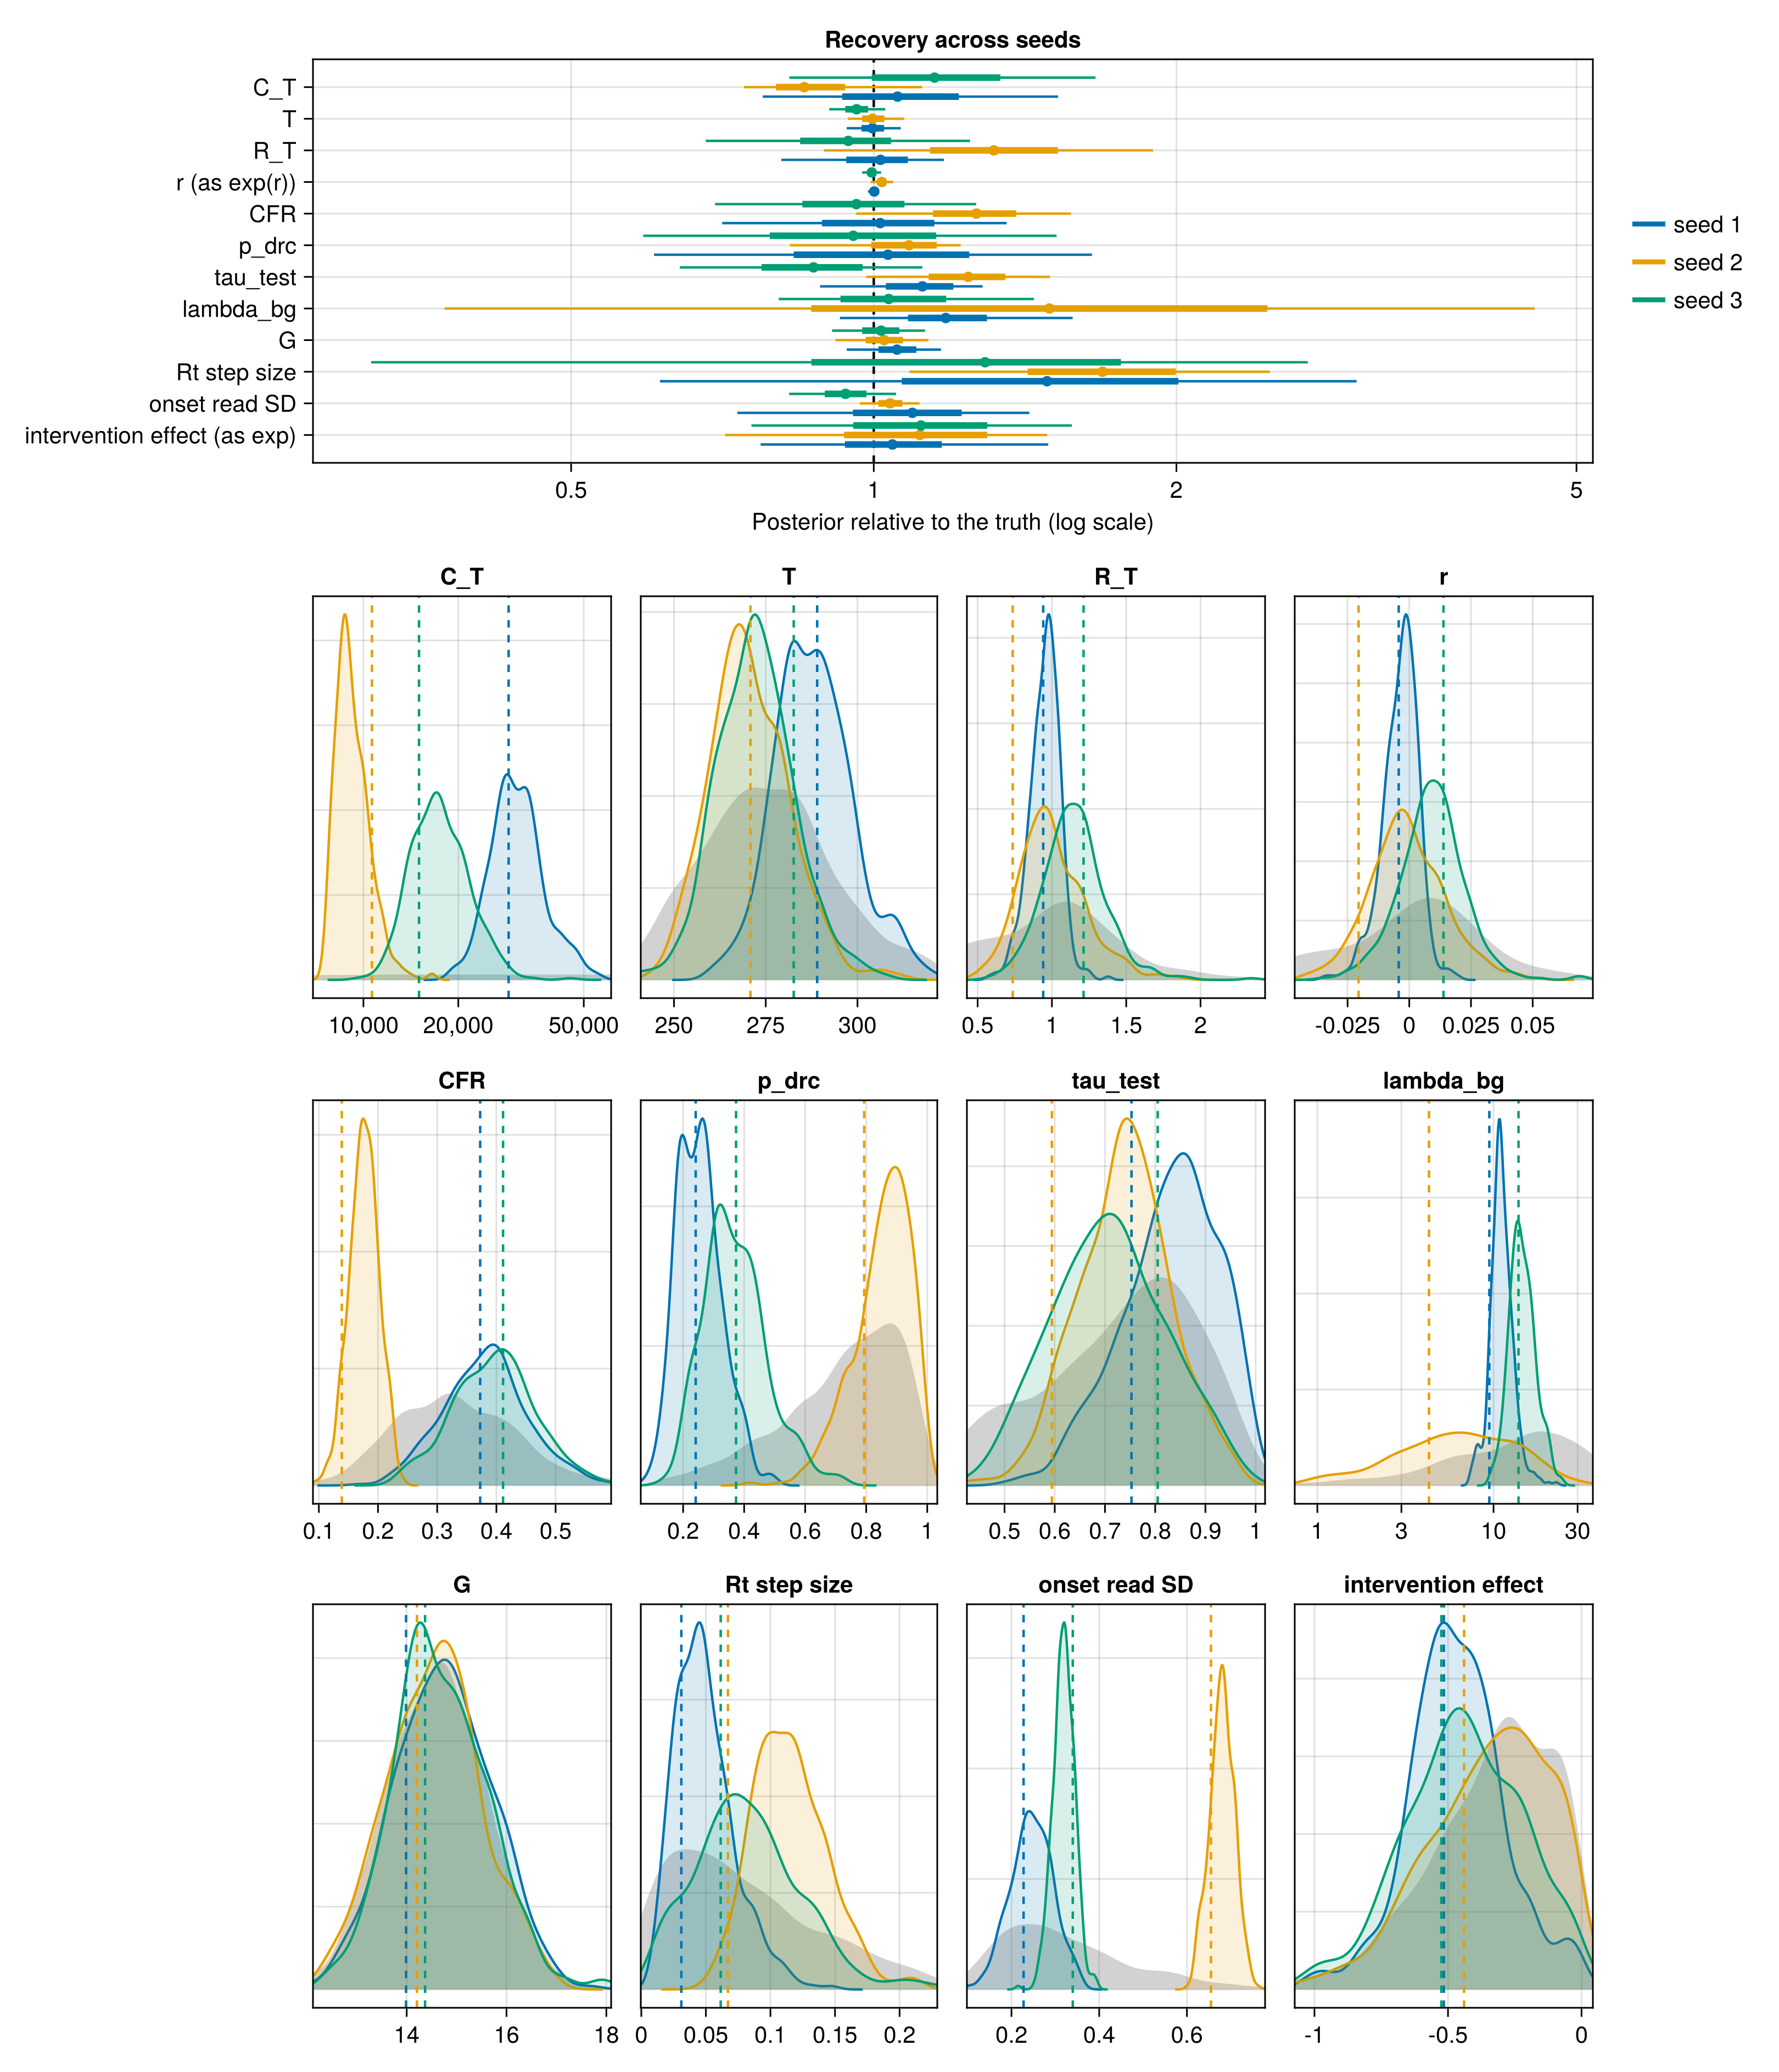 Recovery across seeds
C_T
T
R_T
r (as exp(r))
CFR
p_drc
tau_test
lambda_bg
G
Rt step size
onset read SD
intervention effect (as exp)
0.5 1 2 5
Posterior relative to the truth (log scale)
seed 1
seed 2
seed 3
C_T T R_T r
10,000 20,000 50,000 250 275 300 0.5 1 1.5 2 -0.025 0 0.025 0.05
CFR p_drc tau_test lambda_bg
0.1 0.2 0.3 0.4 0.5 0.2 0.4 0.6 0.8 1 0.5 0.6 0.7 0.8 0.9 1 1 3 10 30
G Rt step size onset read SD intervention effect
14 16 18 0 0.05 0.1 0.15 0.2 0.2 0.4 0.6 -1 -0.5 0